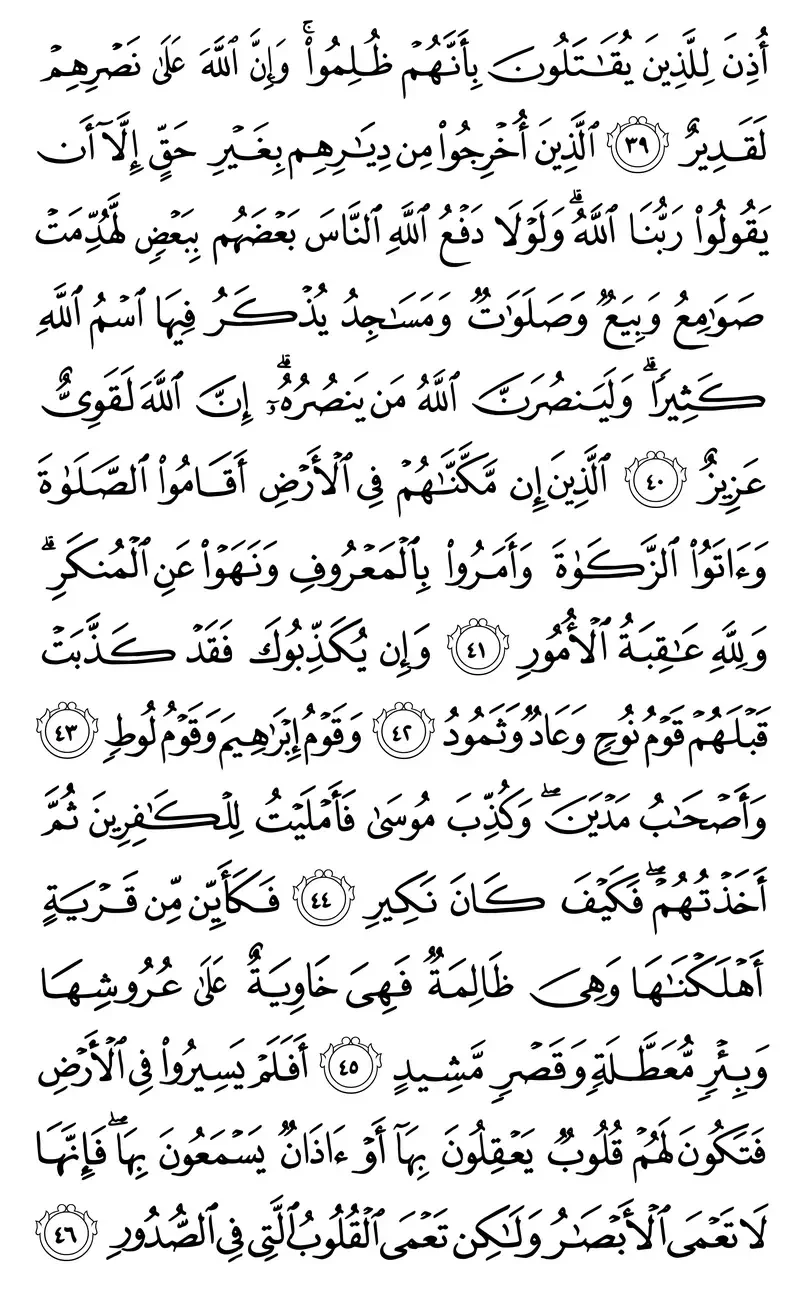 أُذِنَ لِلَّذِينَ يُقَٰتَلُونَ بِأَنَّهُمْ ظُلِمُوا۟ ۚ وَإِنَّ ٱللَّهَ عَلَىٰ نَصْرِهِمْ
لَقَدِيرٌ ٣٩ ٱلَّذِينَ أُخْرِجُوا۟ مِن دِيَٰرِهِم بِغَيْرِ حَقٍّ إِلَّآ أَن
يَقُولُوا۟ رَبُّنَا ٱللَّهُ ۗ وَلَوْلَا دَفْعُ ٱللَّهِ ٱلنَّاسَ بَعْضَهُم بِبَعْضٍ لَّهُدِّمَتْ
صَوَٰمِعُ وَبِيَعٌ وَصَلَوَٰتٌ وَمَسَٰجِدُ يُذْكَرُ فِيهَا ٱسْمُ ٱللَّهِ
كَثِيرًا ۗ وَلَيَنصُرَنَّ ٱللَّهُ مَن يَنصُرُهُۥٓ ۗ إِنَّ ٱللَّهَ لَقَوِىٌّ
عَزِيزٌ ٤٠ ٱلَّذِينَ إِن مَّكَّنَّٰهُمْ فِى ٱلْأَرْضِ أَقَامُوا۟ ٱلصَّلَوٰةَ
وَءَاتَوُا۟ ٱلزَّكَوٰةَ وَأَمَرُوا۟ بِٱلْمَعْرُوفِ وَنَهَوْا۟ عَنِ ٱلْمُنكَرِ ۗ
وَلِلَّهِ عَٰقِبَةُ ٱلْأُمُورِ ٤١ وَإِن يُكَذِّبُوكَ فَقَدْ كَذَّبَتْ
قَبْلَهُمْ قَوْمُ نُوحٍ وَعَادٌ وَثَمُودُ ٤٢ وَقَوْمُ إِبْرَٰهِيمَ وَقَوْمُ لُوطٍ ٤٣
وَأَصْحَٰبُ مَدْيَنَ ۖ وَكُذِّبَ مُوسَىٰ فَأَمْلَيْتُ لِلْكَٰفِرِينَ ثُمَّ
أَخَذْتُهُمْ ۖ فَكَيْفَ كَانَ نَكِيرِ ٤٤ فَكَأَيِّن مِّن قَرْيَةٍ
أَهْلَكْنَٰهَا وَهِىَ ظَالِمَةٌ فَهِىَ خَاوِيَةٌ عَلَىٰ عُرُوشِهَا
وَبِئْرٍ مُّعَطَّلَةٍ وَقَصْرٍ مَّشِيدٍ ٤٥ أَفَلَمْ يَسِيرُوا۟ فِى ٱلْأَرْضِ
فَتَكُونَ لَهُمْ قُلُوبٌ يَعْقِلُونَ بِهَآ أَوْ ءَاذَانٌ يَسْمَعُونَ بِهَا ۖ فَإِنَّهَا
لَا تَعْمَى ٱلْأَبْصَٰرُ وَلَٰكِن تَعْمَى ٱلْقُلُوبُ ٱلَّتِى فِى ٱلصُّدُورِ ٤٦